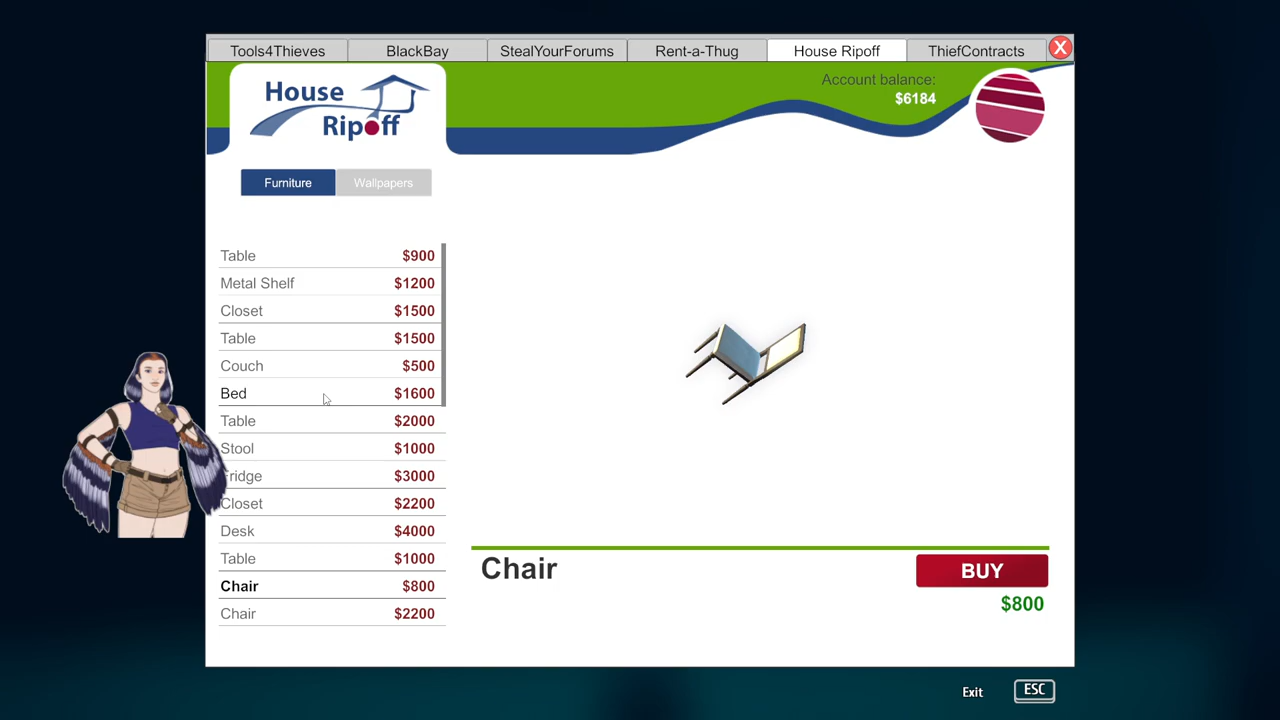 Tools4Thieves
BlackBay
StealYourForums
Rent-a-Thug
House Ripoff
ThiefContracts
X
House
Ripoff
Account balance:
$6184
Furniture
Wallpapers
Table $900
Metal Shelf $1200
Closet $1500
Table $1500
Couch $500
Bed $1600
Table $2000
Stool $1000
Fridge $3000
Closet $2200
Desk $4000
Table $1000
Chair $800
Chair $2200
Chair
BUY
$800
Exit ESC